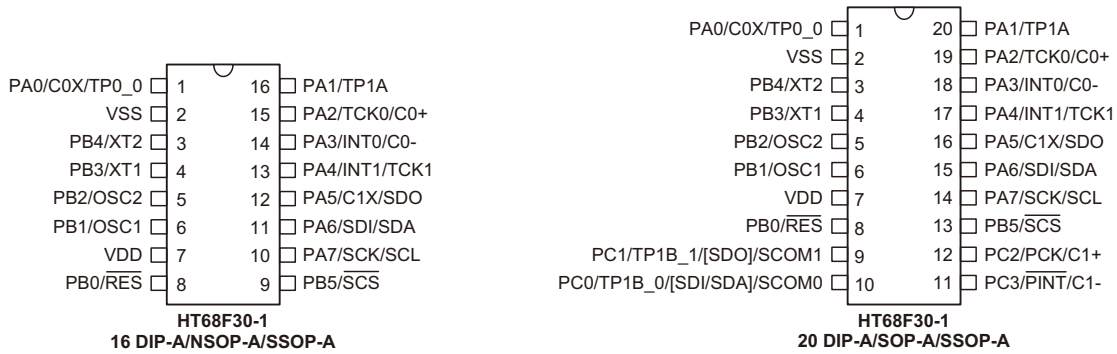 PA0/C0X/TP0_0 1 16 PA1/TP1A
VSS 2 15 PA2/TCK0/C0+
PB4/XT2 3 14 PA3/INT0/C0-
PB3/XT1 4 13 PA4/INT1/TCK1
PB2/OSC2 5 12 PA5/C1X/SDO
PB1/OSC1 6 11 PA6/SDI/SDA
VDD 7 10 PA7/SCK/SCL
PB0/RES 8 9 PB5/SCS
HT68F30-1
16 DIP-A/NSOP-A/SSOP-A
PA0/C0X/TP0_0 1 20 PA1/TP1A
VSS 2 19 PA2/TCK0/C0+
PB4/XT2 3 18 PA3/INT0/C0-
PB3/XT1 4 17 PA4/INT1/TCK1
PB2/OSC2 5 16 PA5/C1X/SDO
PB1/OSC1 6 15 PA6/SDI/SDA
VDD 7 14 PA7/SCK/SCL
PB0/RES 8 13 PB5/SCS
PC1/TP1B_1/[SDO]/SCOM1 9 12 PC2/PCK/C1+
PC0/TP1B_0/[SDI/SDA]/SCOM0 10 11 PC3/PINT/C1-
HT68F30-1
20 DIP-A/SOP-A/SSOP-A